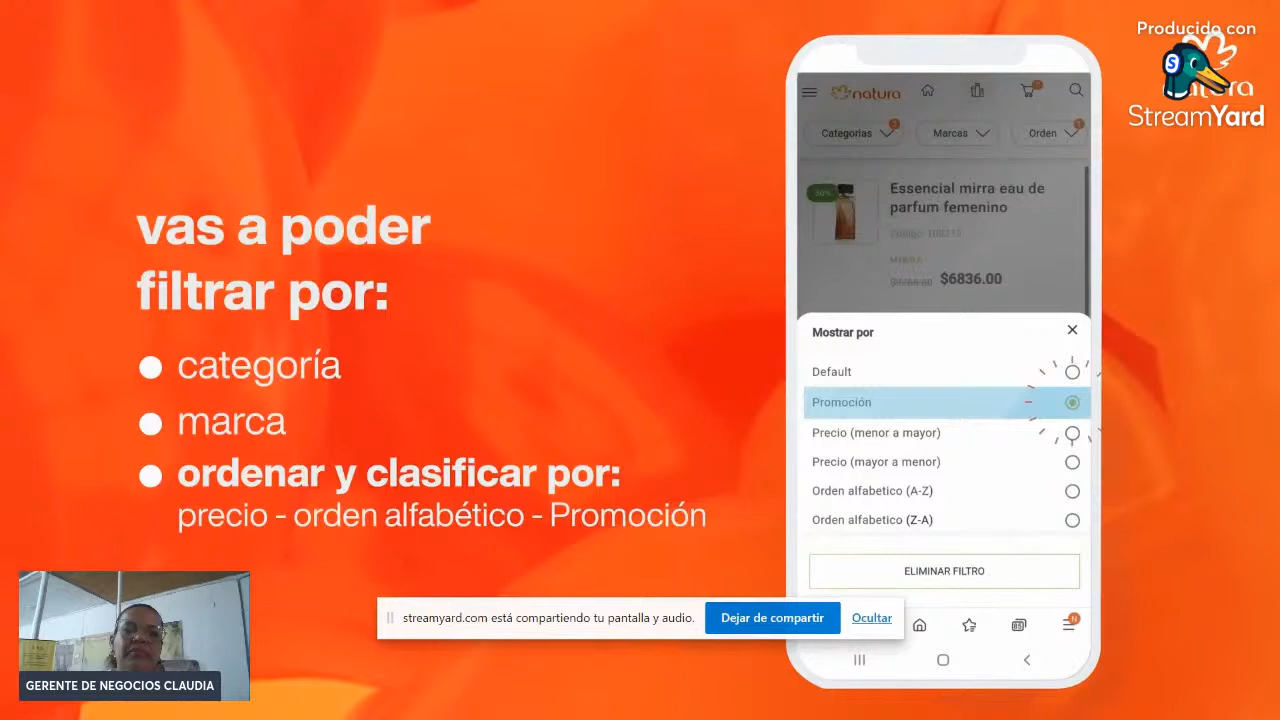 Producido con
StreamYard
natura
Categorias
Marcas
Orden
vas a poder
filtrar por:
categoría
marca
ordenar y clasificar por:
precio - orden alfabético - Promoción
30%
Essencial mirra eau de
parfum femenino
$6836.00
Mostrar por
Default
Promoción
Precio (menor a mayor)
Precio (mayor a menor)
Orden alfabetico (A-Z)
Orden alfabetico (Z-A)
ELIMINAR FILTRO
streamyard.com está compartiendo tu pantalla y audio.
Dejar de compartir
Ocultar
GERENTE DE NEGOCIOS CLAUDIA